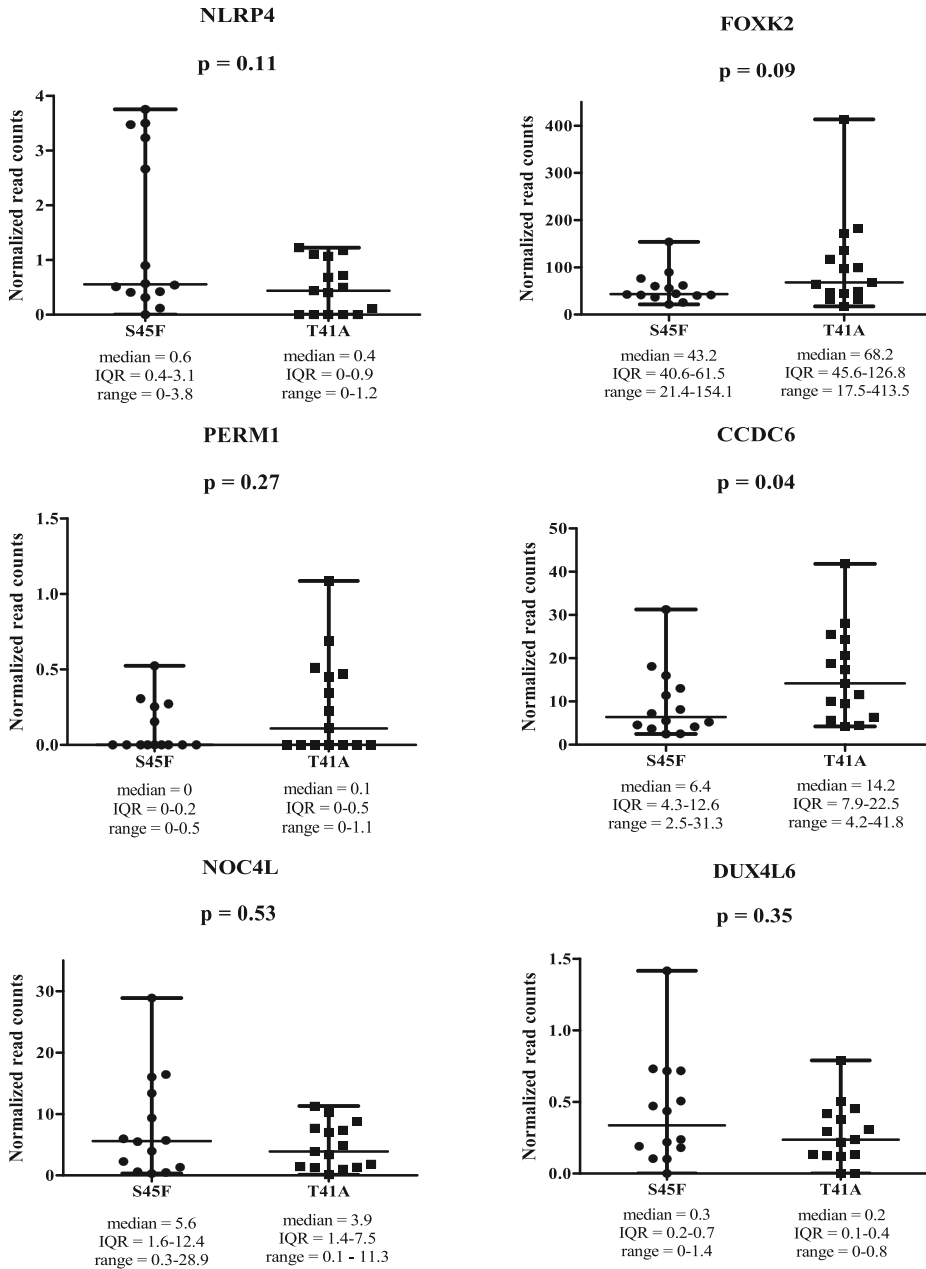 NLRP4
p = 0.11
Normalized read counts
4
3
2
1
0
S45F
T41A
median = 0.6
IQR = 0.4-3.1
range = 0-3.8
median = 0.4
IQR = 0-0.9
range = 0-1.2
FOXK2
p = 0.09
Normalized read counts
400
300
200
100
0
S45F
T41A
median = 43.2
IQR = 40.6-61.5
range = 21.4-154.1
median = 68.2
IQR = 45.6-126.8
range = 17.5-413.5
PERM1
p = 0.27
Normalized read counts
1.5
1.0
0.5
0.0
S45F
T41A
median = 0
IQR = 0-0.2
range = 0-0.5
median = 0.1
IQR = 0-0.5
range = 0-1.1
CCDC6
p = 0.04
Normalized read counts
50
40
30
20
10
0
S45F
T41A
median = 6.4
IQR = 4.3-12.6
range = 2.5-31.3
median = 14.2
IQR = 7.9-22.5
range = 4.2-41.8
NOC4L
p = 0.53
Normalized read counts
30
20
10
0
S45F
T41A
median = 5.6
IQR = 1.6-12.4
range = 0.3-28.9
median = 3.9
IQR = 1.4-7.5
range = 0.1 - 11.3
DUX4L6
p = 0.35
Normalized read counts
1.5
1.0
0.5
0.0
S45F
T41A
median = 0.3
IQR = 0.2-0.7
range = 0-1.4
median = 0.2
IQR = 0.1-0.4
range = 0-0.8